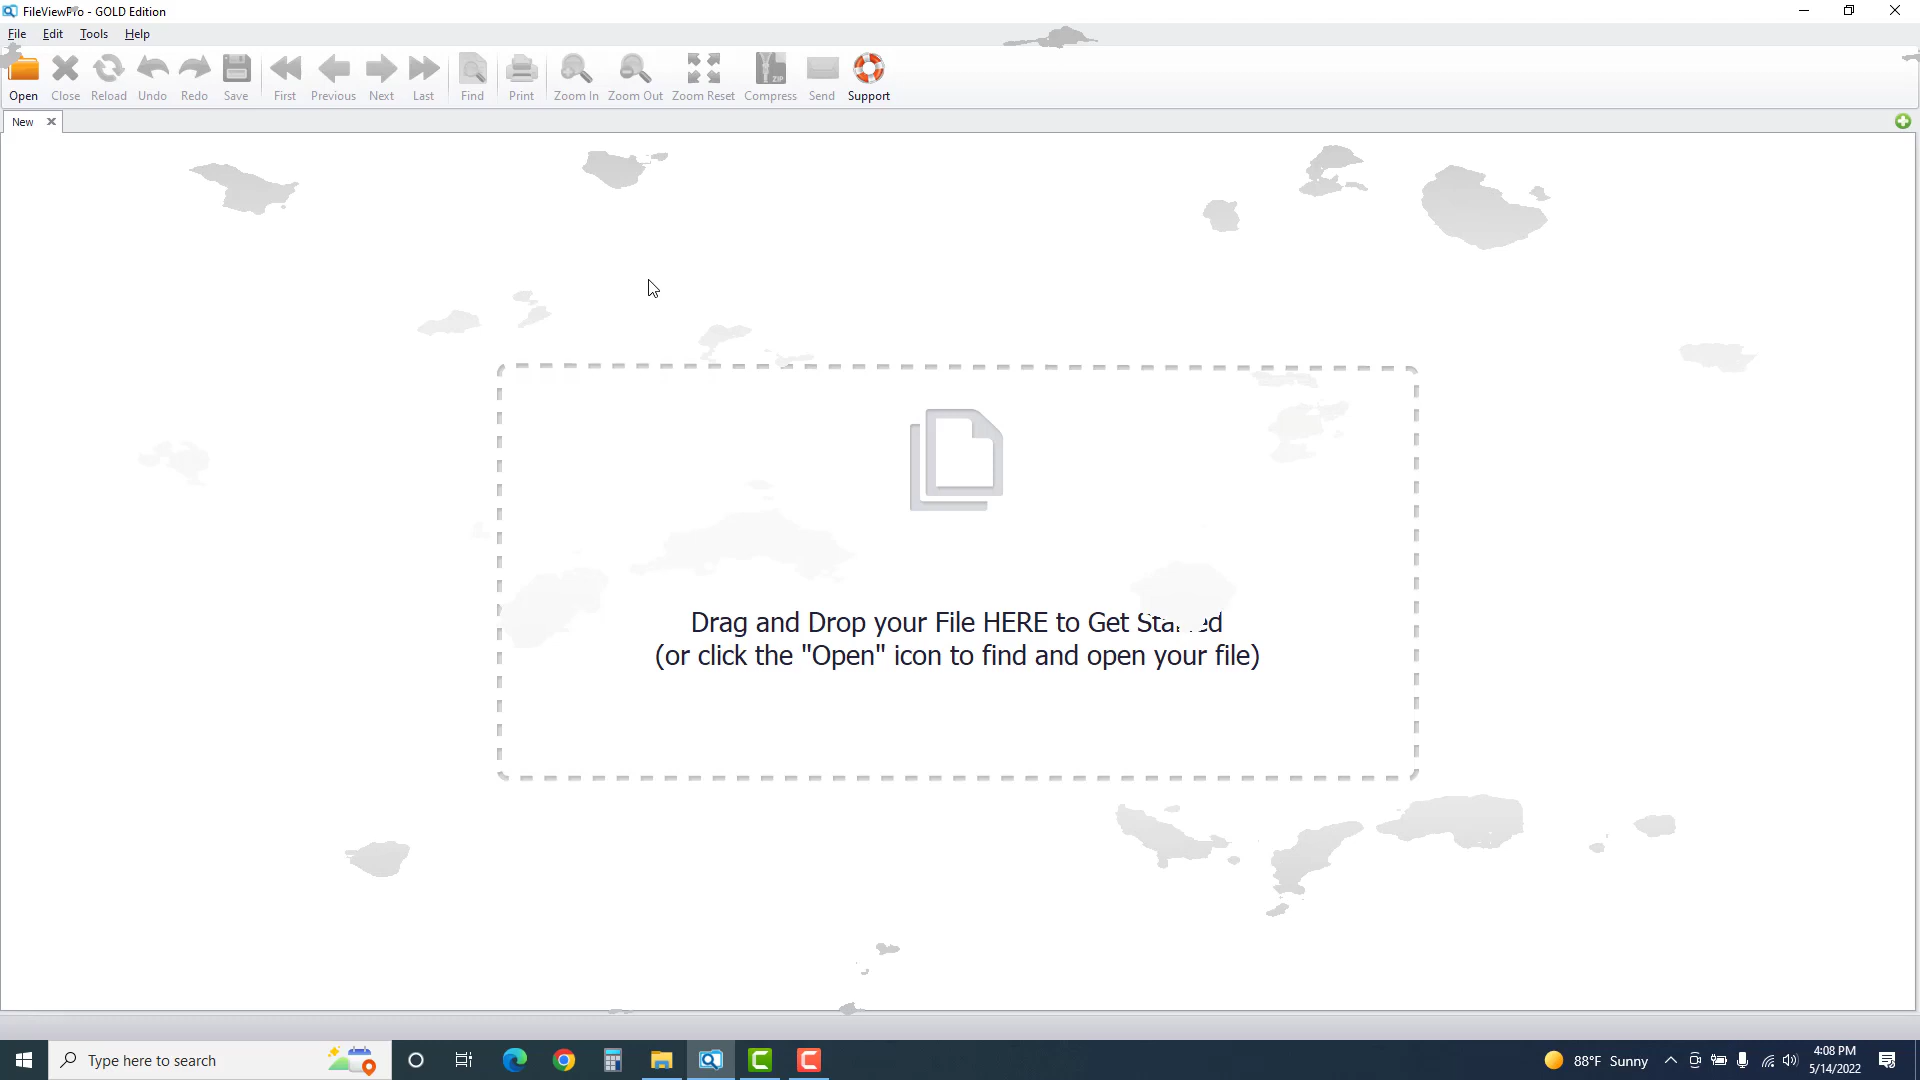 FileViewPro - GOLD Edition
File Edit Tools Help
Open Close Reload Undo Redo Save First Previous Next Last Find Print Zoom In Zoom Out Zoom Reset Compress Send Support
ZIP
New
Drag and Drop your File HERE to Get
(or click the "Open" icon to find and open your file)
Type here to search
88°F Sunny
4:08 PM
5/14/2022